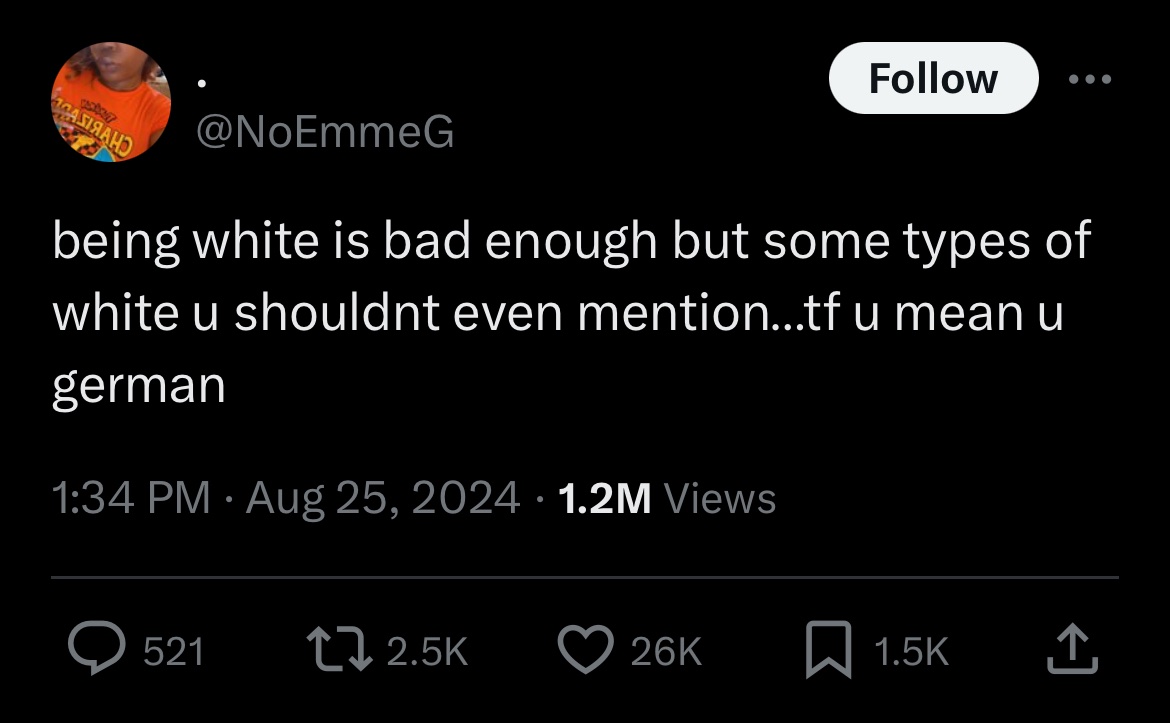 .
Follow
@NoEmmeG
CHARIZARD
being white is bad enough but some types of
white u shouldnt even mention...tf u mean u
german
1:34 PM · Aug 25, 2024 · 1.2M Views
521
2.5K
26K
1.5K